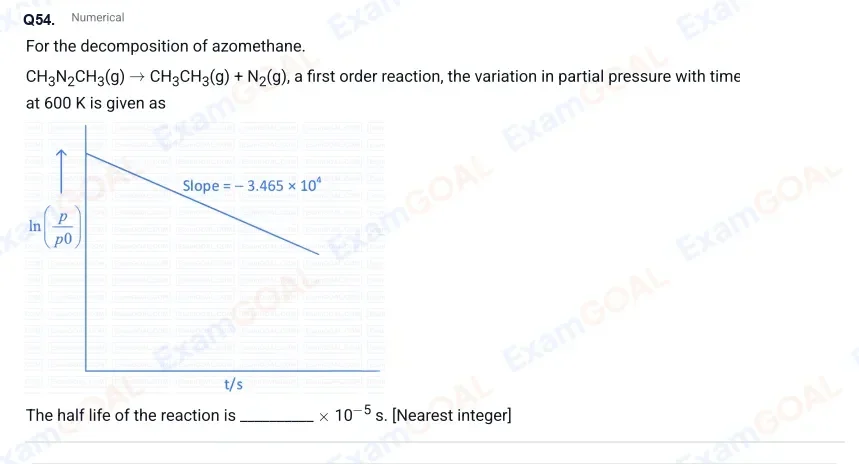 Q54. Numerical
For the decomposition of azomethane.
CH₃N₂CH₃(g) → CH₃CH₃(g) + N₂(g), a first order reaction, the variation in partial pressure with time
at 600 K is given as
Slope = – 3.465 × 10⁴
ln(p/p0)
t/s
The half life of the reaction is ________ × 10⁻⁵ s. [Nearest integer]
ExamGOAL